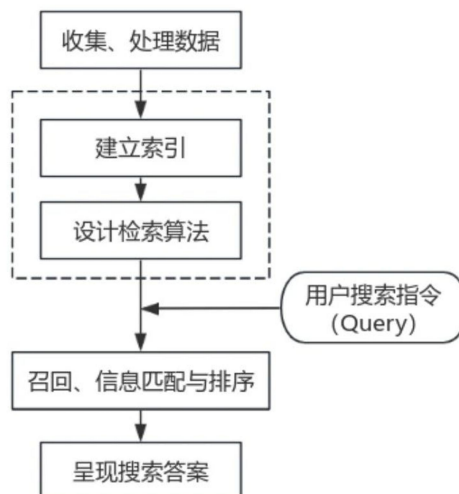 收集、处理数据
建立索引
设计检索算法
用户搜索指令
（Query）
召回、信息匹配与排序
呈现搜索答案